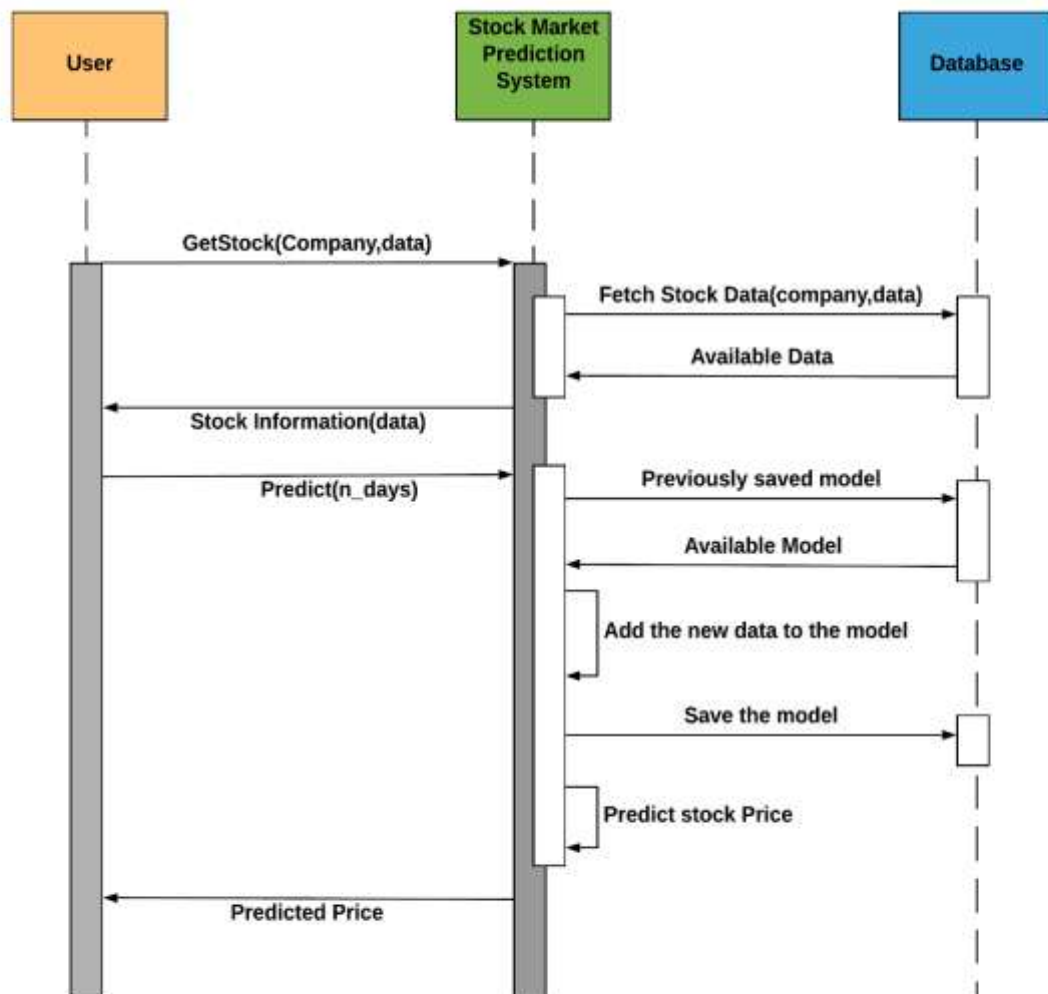 User
Stock Market
Prediction
System
Database
GetStock(Company,data)
Fetch Stock Data(company,data)
Available Data
Stock Information(data)
Predict(n_days)
Previously saved model
Available Model
Add the new data to the model
Save the model
Predict stock Price
Predicted Price